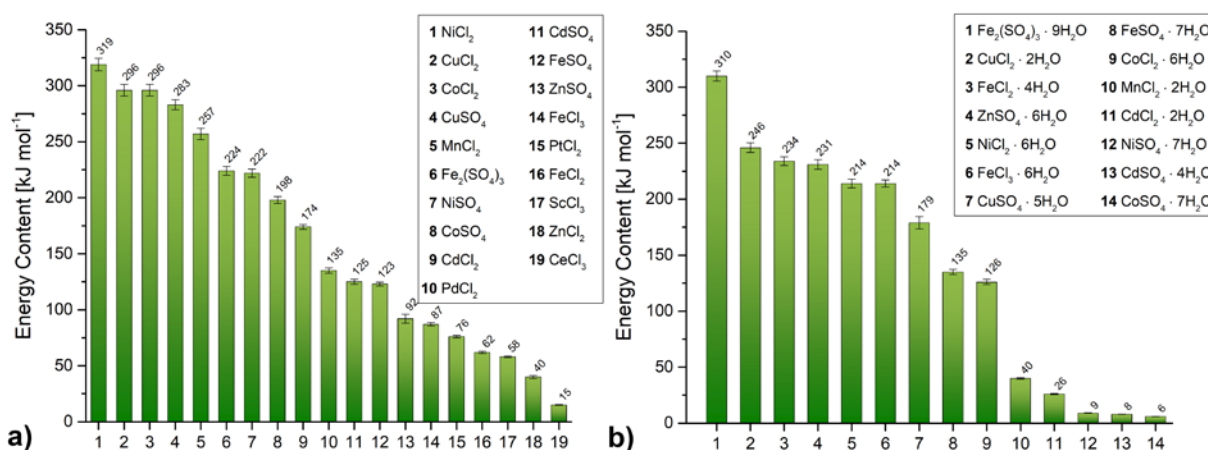 350
300
250
200
150
100
50
0
Energy Content [kJ mol⁻¹]
319
296
296
283
257
224
222
198
174
135
125
123
92
87
76
62
58
40
15
1 2 3 4 5 6 7 8 9 10 11 12 13 14 15 16 17 18 19
1 NiCl₂ 11 CdSO₄
2 CuCl₂ 12 FeSO₄
3 CoCl₂ 13 ZnSO₄
4 CuSO₄ 14 FeCl₃
5 MnCl₂ 15 PtCl₂
6 Fe₂(SO₄)₃ 16 FeCl₂
7 NiSO₄ 17 ScCl₃
8 CoSO₄ 18 ZnCl₂
9 CdCl₂ 19 CeCl₃
10 PdCl₂
a)
350
300
250
200
150
100
50
0
Energy Content [kJ mol⁻¹]
310
246
234
231
214
214
179
135
126
40
26
9
8
6
1 2 3 4 5 6 7 8 9 10 11 12 13 14
1 Fe₂(SO₄)₃ · 9H₂O 8 FeSO₄ · 7H₂O
2 CuCl₂ · 2H₂O 9 CoCl₂ · 6H₂O
3 FeCl₂ · 4H₂O 10 MnCl₂ · 2H₂O
4 ZnSO₄ · 6H₂O 11 CdCl₂ · 2H₂O
5 NiCl₂ · 6H₂O 12 NiSO₄ · 7H₂O
6 FeCl₃ · 6H₂O 13 CdSO₄ · 4H₂O
7 CuSO₄ · 5H₂O 14 CoSO₄ · 7H₂O
b)